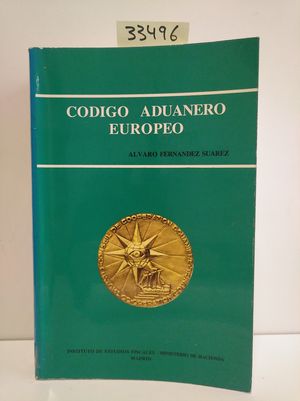 33496
CODIGO ADUANERO
EUROPEO
ALVARO FERNANDEZ SUAREZ
INSTITUTO DE ESTUDIOS FISCALES - MINISTERIO DE HACIENDA
MADRID